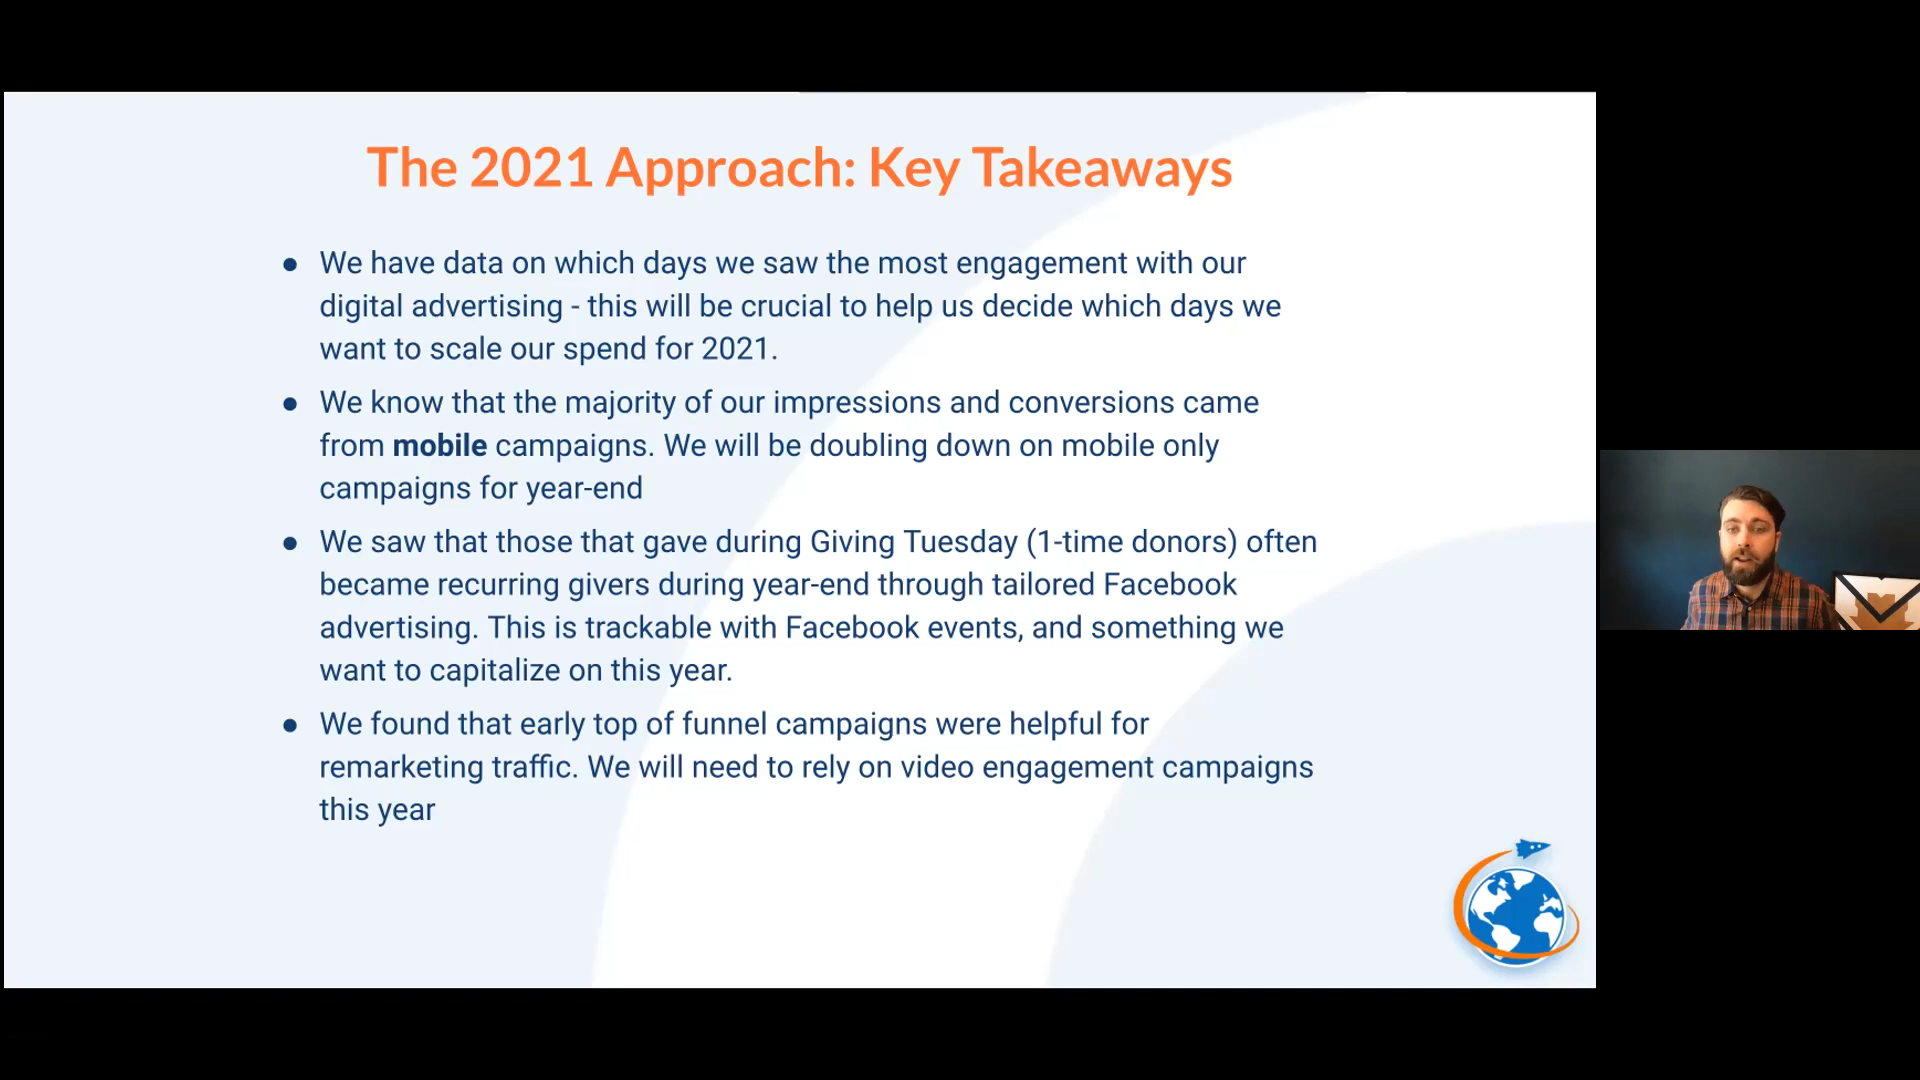 The 2021 Approach: Key Takeaways
● We have data on which days we saw the most engagement with our
digital advertising - this will be crucial to help us decide which days we
want to scale our spend for 2021.
● We know that the majority of our impressions and conversions came
from mobile campaigns. We will be doubling down on mobile only
campaigns for year-end
● We saw that those that gave during Giving Tuesday (1-time donors) often
became recurring givers during year-end through tailored Facebook
advertising. This is trackable with Facebook events, and something we
want to capitalize on this year.
● We found that early top of funnel campaigns were helpful for
remarketing traffic. We will need to rely on video engagement campaigns
this year